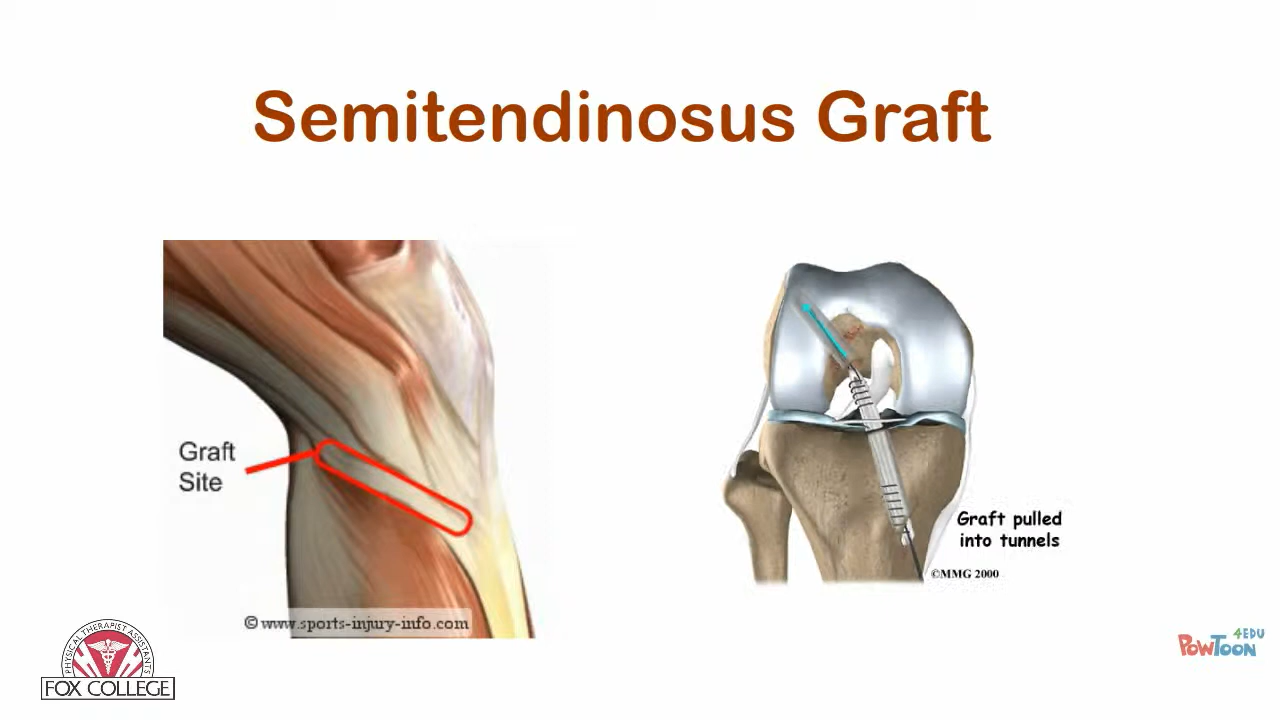 Semitendinosus Graft
Graft
Site
© www.sports-injury-info.com
Graft pulled
into tunnels
©MMG 2000
PHYSICAL THERAPIST ASSISTANTS
FOX COLLEGE
4EDU
POWTOON